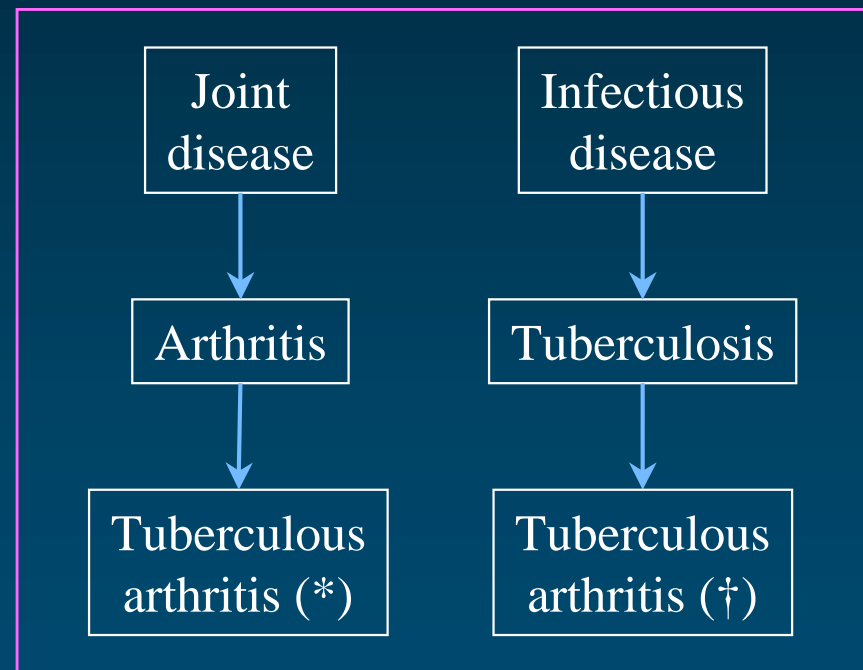 Joint
disease
Infectious
disease
Arthritis
Tuberculosis
Tuberculous
arthritis (*)
Tuberculous
arthritis (†)